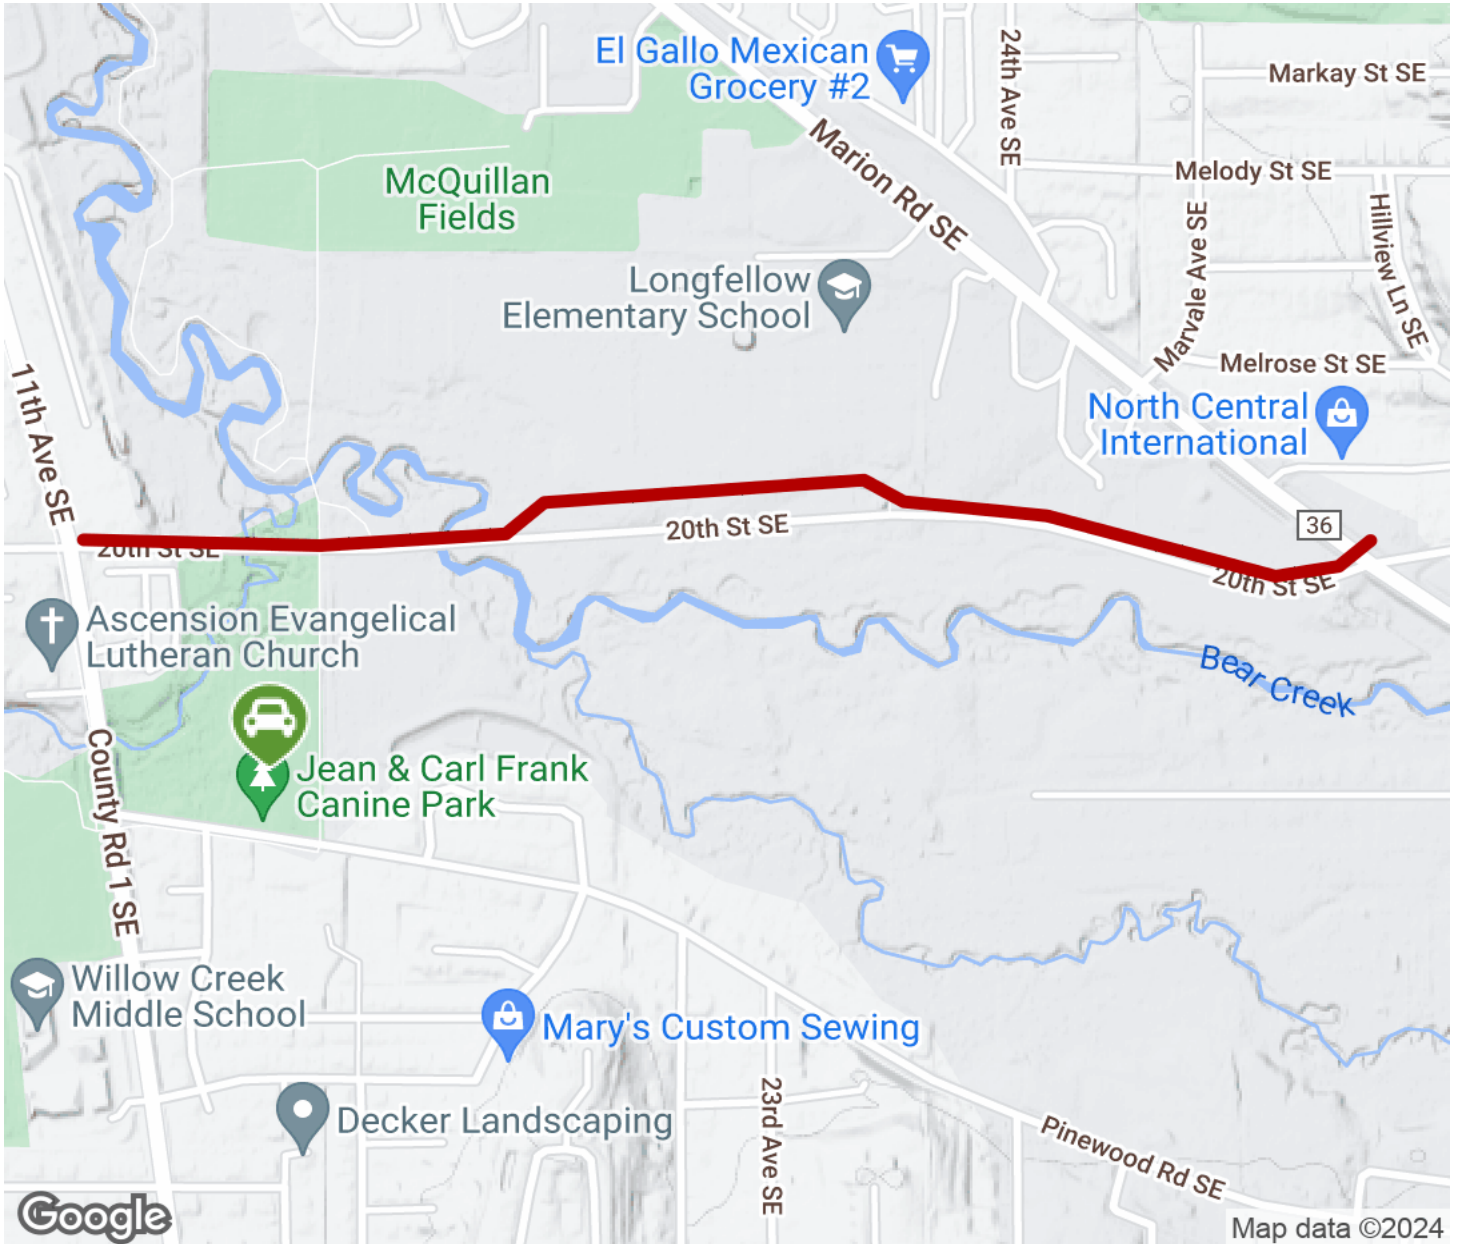 El Gallo Mexican
Grocery #2
24th Ave SE
Markay St SE
Marion Rd SE
Melody St SE
McQuillan
Fields
Hillview Ln SE
Marvale Ave SE
Longfellow
Elementary School
Melrose St SE
11th Ave SE
North Central
International
36
20th St SE
20th St SE
20th St SE
Ascension Evangelical
Lutheran Church
Bear Creek
County Rd 1 SE
Jean & Carl Frank
Canine Park
Willow Creek
Middle School
Mary's Custom Sewing
Decker Landscaping
23rd Ave SE
Pinewood Rd SE
Google
Map data ©2024